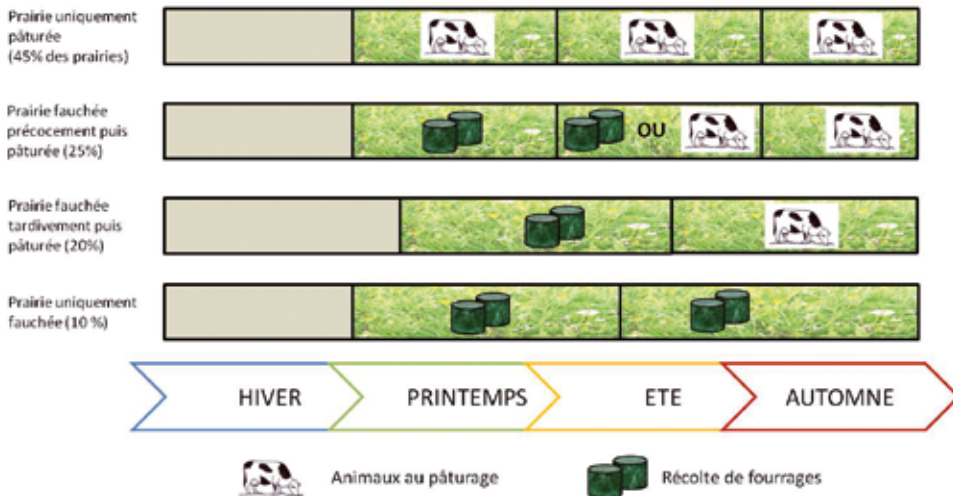 Prairie uniquement
pâturée
(45% des prairies)
Prairie fauchée
précocement puis
pâturée (25%)
OU
Prairie fauchée
tardivement puis
pâturée (20%)
Prairie uniquement
fauchée (10 %)
HIVER
PRINTEMPS
ETE
AUTOMNE
Animaux au pâturage
Récolte de fourrages